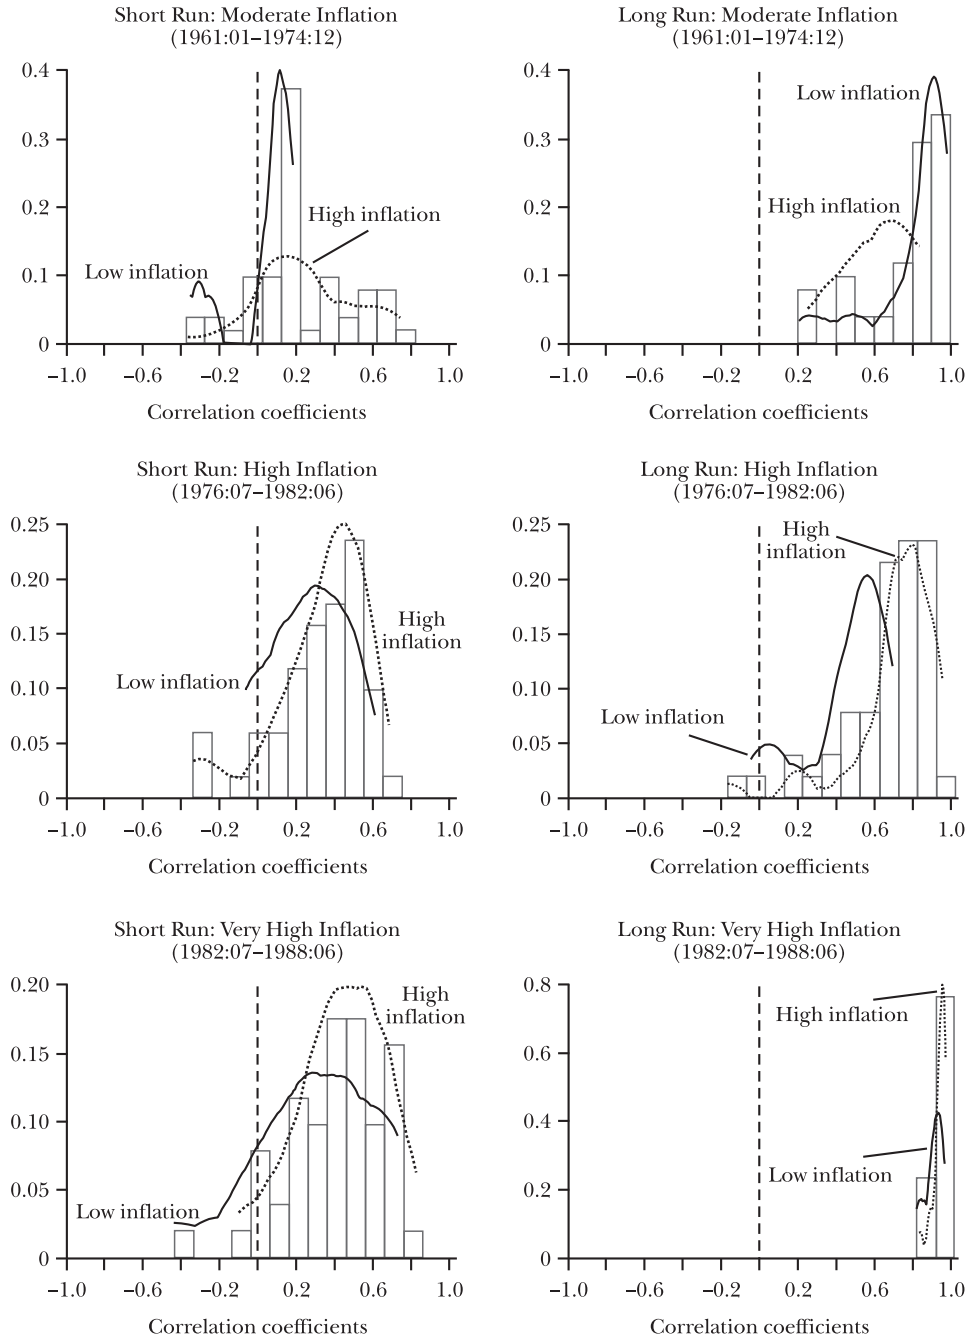 Short Run: Moderate Inflation
(1961:01–1974:12)
0.4
0.3
0.2
0.1
0
High inflation
Low inflation
−1.0 −0.6 −0.2 0.2 0.6 1.0
Correlation coefficients
Long Run: Moderate Inflation
(1961:01–1974:12)
0.4
0.3
0.2
0.1
0
Low inflation
High inflation
−1.0 −0.6 −0.2 0.2 0.6 1.0
Correlation coefficients
Short Run: High Inflation
(1976:07–1982:06)
0.25
0.20
0.15
0.10
0.05
0
High
inflation
Low inflation
−1.0 −0.6 −0.2 0.2 0.6 1.0
Correlation coefficients
Long Run: High Inflation
(1976:07–1982:06)
0.25
0.20
0.15
0.10
0.05
0
High
inflation
Low inflation
−1.0 −0.6 −0.2 0.2 0.6 1.0
Correlation coefficients
Short Run: Very High Inflation
(1982:07–1988:06)
0.20
0.15
0.10
0.05
0
High
inflation
Low inflation
−1.0 −0.6 −0.2 0.2 0.6 1.0
Correlation coefficients
Long Run: Very High Inflation
(1982:07–1988:06)
0.8
0.6
0.4
0.2
0
High inflation
Low inflation
−1.0 −0.6 −0.2 0.2 0.6 1.0
Correlation coefficients